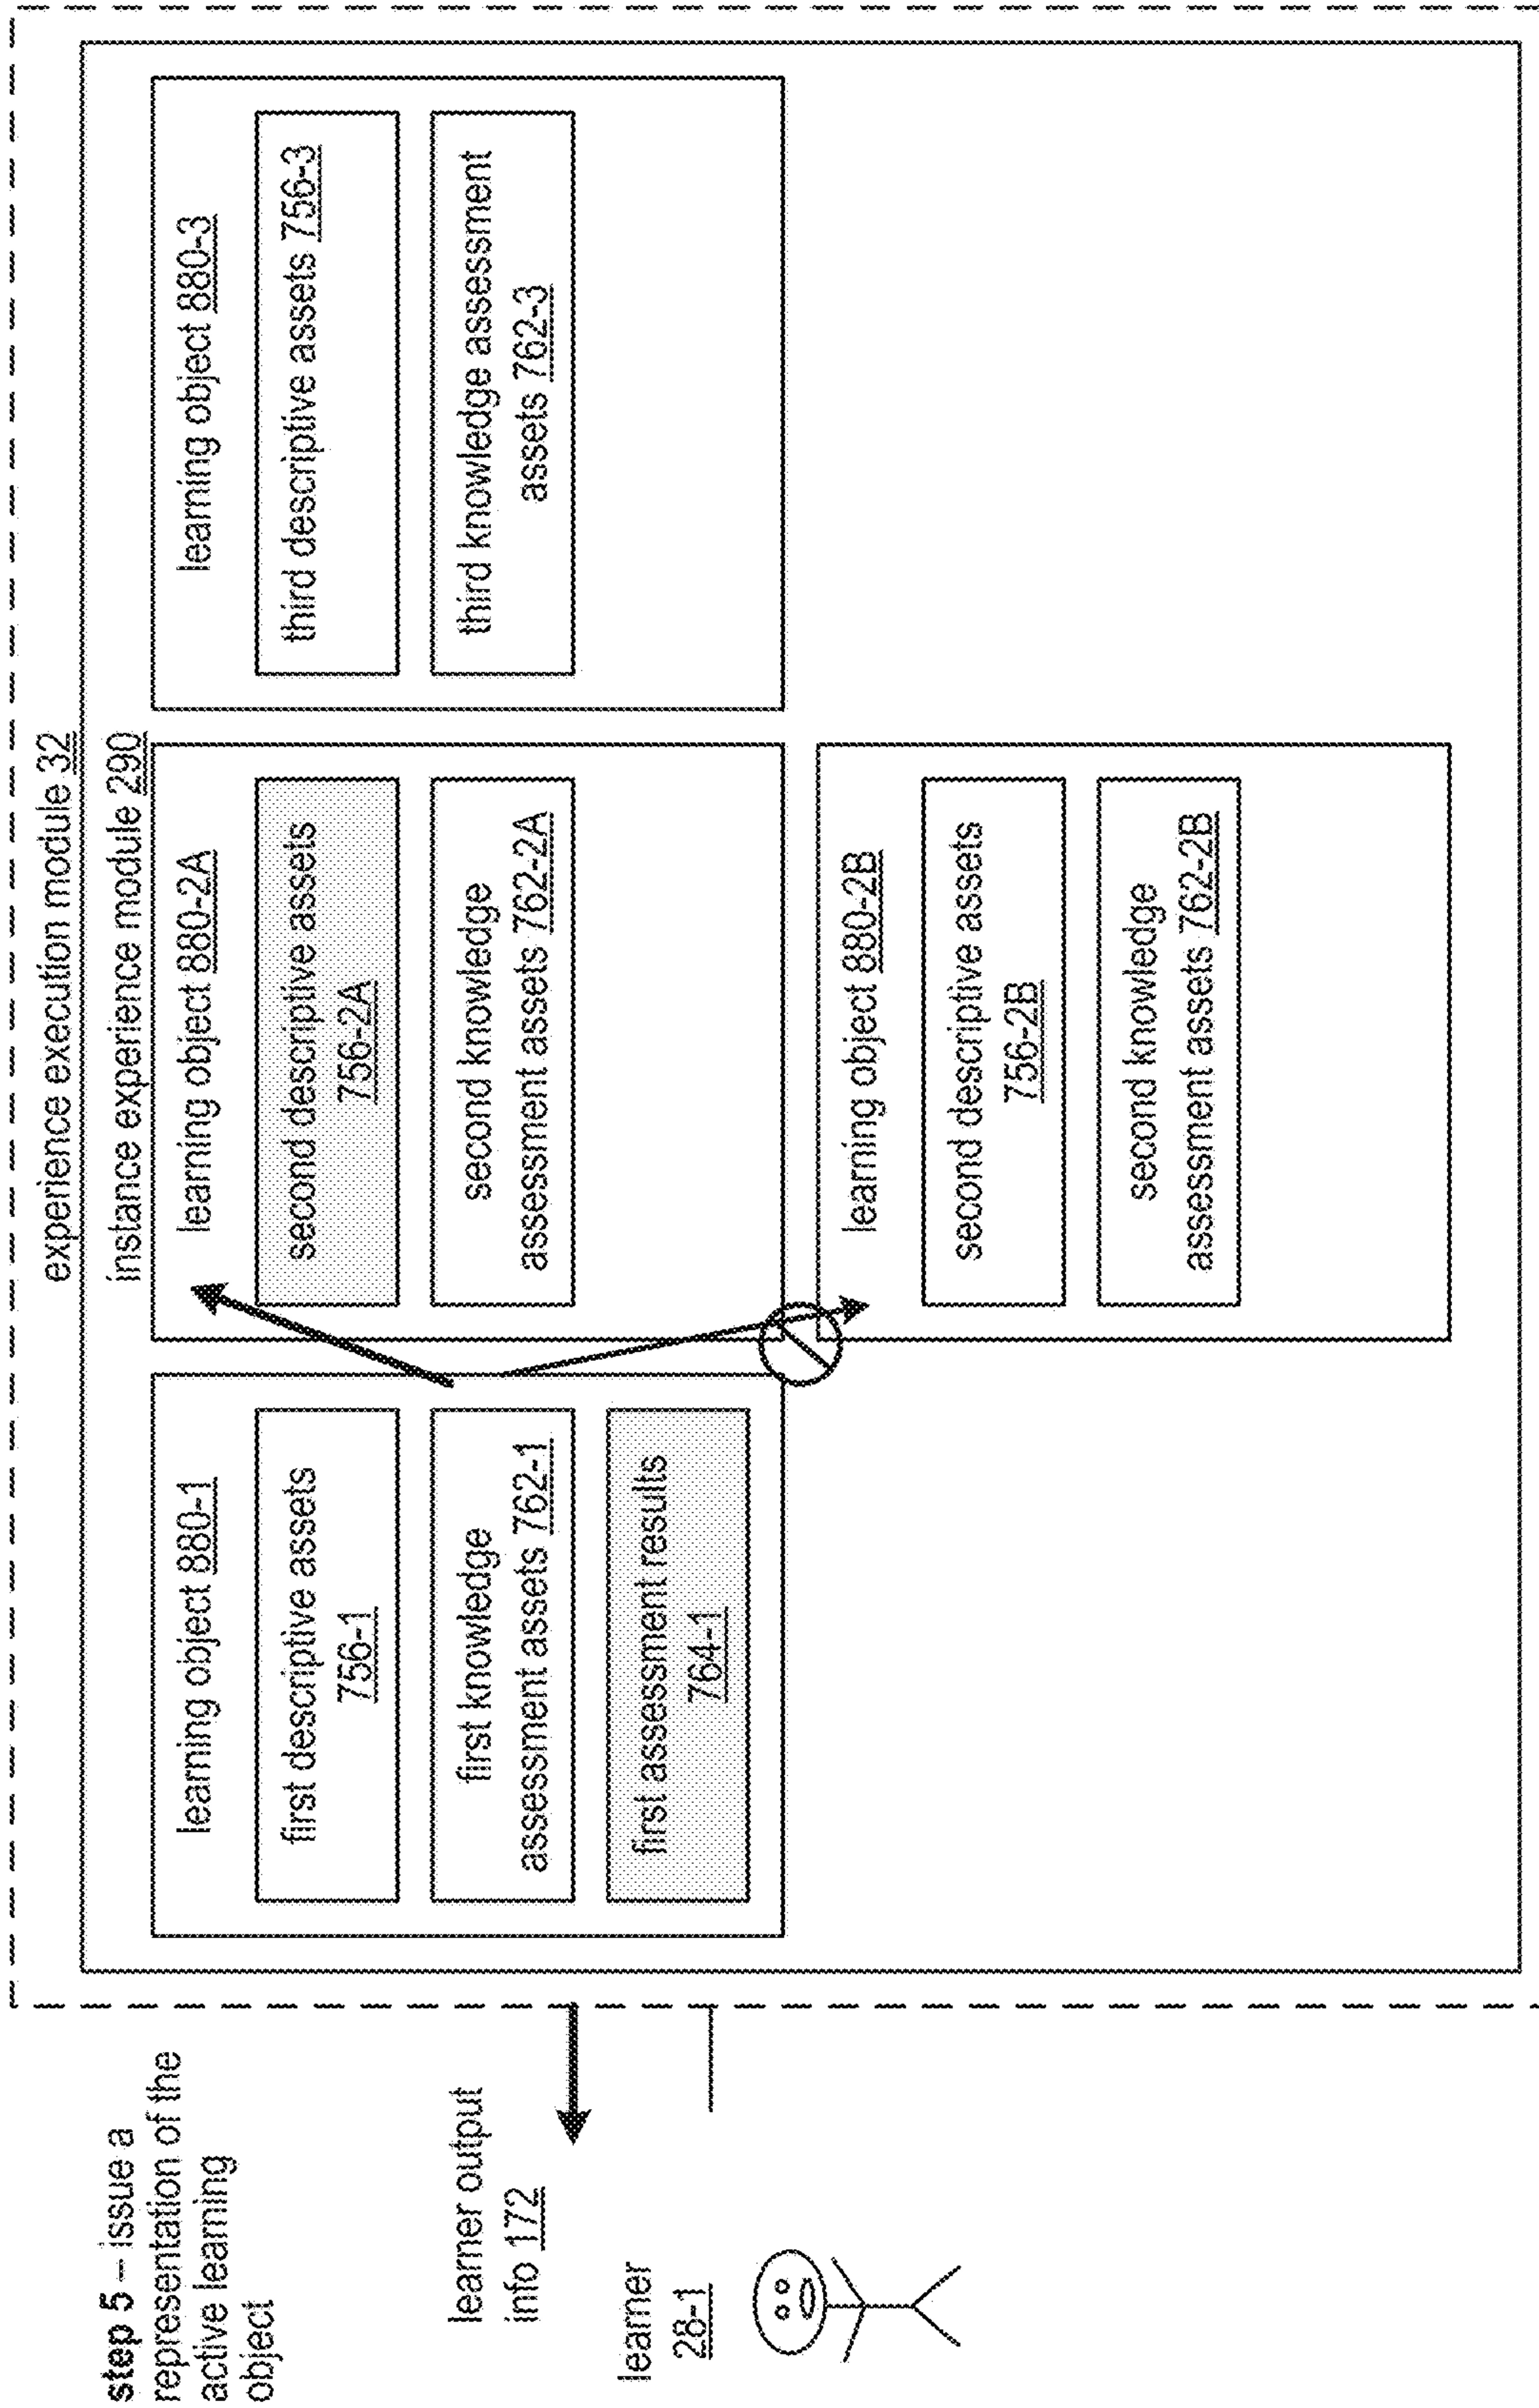 step 5 – issue a
representation of the
active learning
object
learner output
info 172
learner
28-1
experience execution module 32
instance experience module 290
learning object 880-1
first descriptive assets
756-1
first knowledge
assessment assets 762-1
first assessment results
764-1
learning object 880-2A
second descriptive assets
756-2A
second knowledge
assessment assets 762-2A
learning object 880-3
third descriptive assets 756-3
third knowledge assessment
assets 762-3
learning object 880-2B
second descriptive assets
756-2B
second knowledge
assessment assets 762-2B